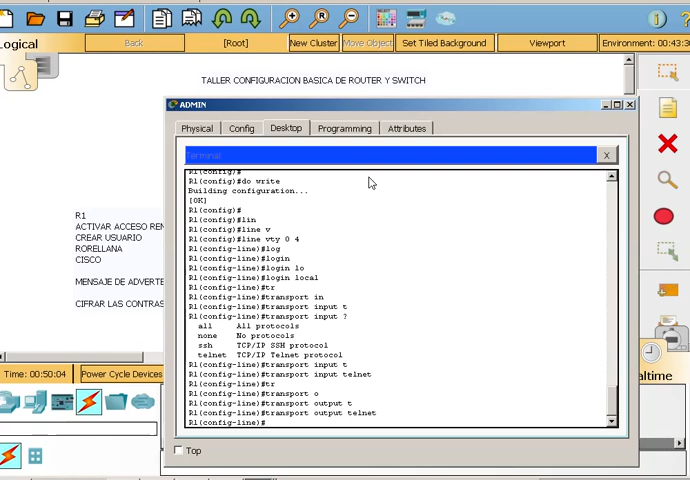 Logical
Back
[Root]
New Cluster
Move Object
Set Tiled Background
Viewport
Environment: 00:43:3
TALLER CONFIGURACION BASICA DE ROUTER Y SWITCH
ADMIN
Physical
Config
Desktop
Programming
Attributes
Terminal
X
R1(config)#
R1(config)#do write
Building configuration...
[OK]
R1(config)#
R1(config)#lin
R1(config)#line v
R1(config)#line vty 0 4
R1(config-line)#log
R1(config-line)#login
R1(config-line)#login lo
R1(config-line)#login local
R1(config-line)#tr
R1(config-line)#transport in
R1(config-line)#transport input t
R1(config-line)#transport input ?
all All protocols
none No protocols
ssh TCP/IP SSH protocol
telnet TCP/IP Telnet protocol
R1(config-line)#transport input t
R1(config-line)#transport input telnet
R1(config-line)#tr
R1(config-line)#transport o
R1(config-line)#transport output t
R1(config-line)#transport output telnet
R1(config-line)#
Top
R1
ACTIVAR ACCESO REM
CREAR USUARIO
RORELLANA
CISCO
MENSAJE DE ADVERTE
CIFRAR LAS CONTRAS
Time: 00:50:04
Power Cycle Devices
ealtime